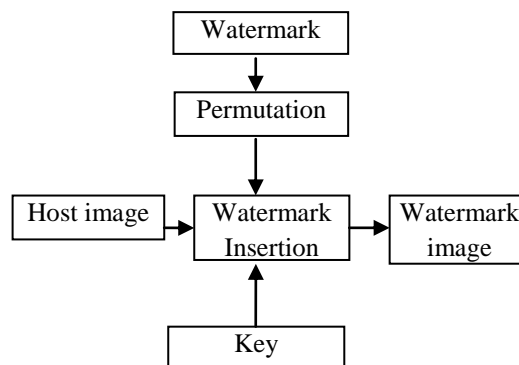 Watermark
Permutation
Host image
Watermark
Insertion
Watermark
image
Key